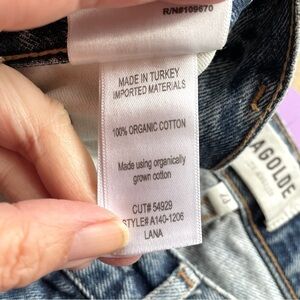 R/N#109670
MADE IN TURKEY
IMPORTED MATERIALS
100% ORGANIC COTTON
Made using organically
grown cotton
CUT# 54929
STYLE# A140-1206
LANA
AGOLDE